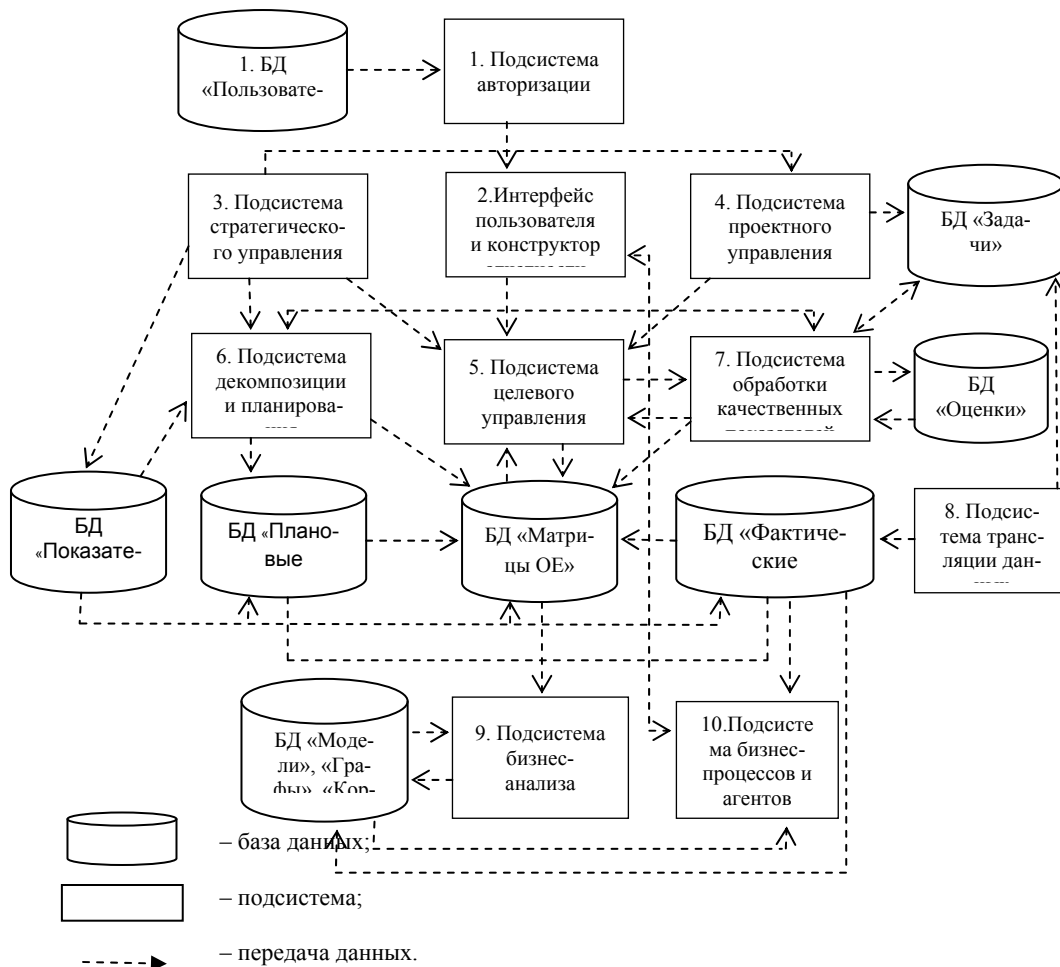 1. БД
«Пользовате-
1. Подсистема
авторизации
3. Подсистема
стратегическо-
го управления
2.Интерфейс
пользователя
и конструктор
4. Подсистема
проектного
управления
БД «Зада-
чи»
6. Подсистема
декомпозиции
и планирова-
5. Подсистема
целевого
управления
7. Подсистема
обработки
качественных
БД
«Оценки»
БД
«Показате-
БД «Плано-
вые
БД «Матри-
цы ОЕ»
БД «Фактиче-
ские
8. Подсис-
тема транс-
ляции дан-
БД «Моде-
ли», «Гра-
фы», «Кор-
9. Подсистема
бизнес-
анализа
10.Подсисте
ма бизнес-
процессов и
агентов
– база данных;
– подсистема;
– передача данных.